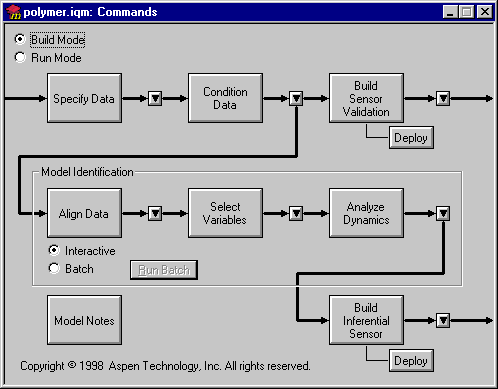 polymer.iqm: Commands
Build Mode
Run Mode
Specify Data
Condition
Data
Build
Sensor
Validation
Deploy
Model Identification
Align Data
Select
Variables
Analyze
Dynamics
Interactive
Batch
Run Batch
Model Notes
Build
Inferential
Sensor
Deploy
Copyright © 1998 Aspen Technology, Inc. All rights reserved.